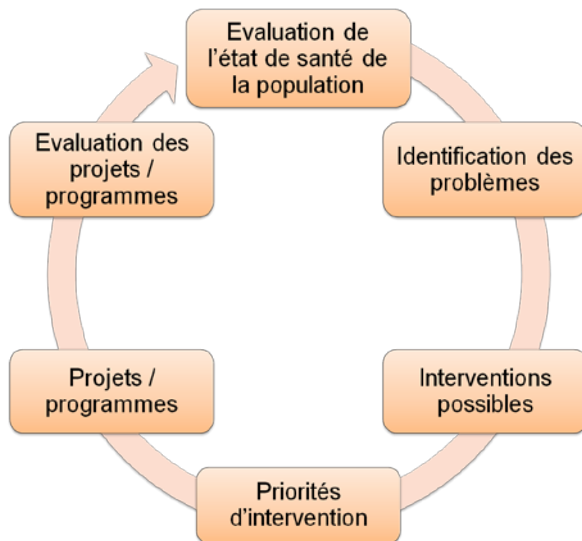 Evaluation de
l'état de santé de
la population
Identification des
problèmes
Interventions
possibles
Priorités
d'intervention
Projets /
programmes
Evaluation des
projets /
programmes